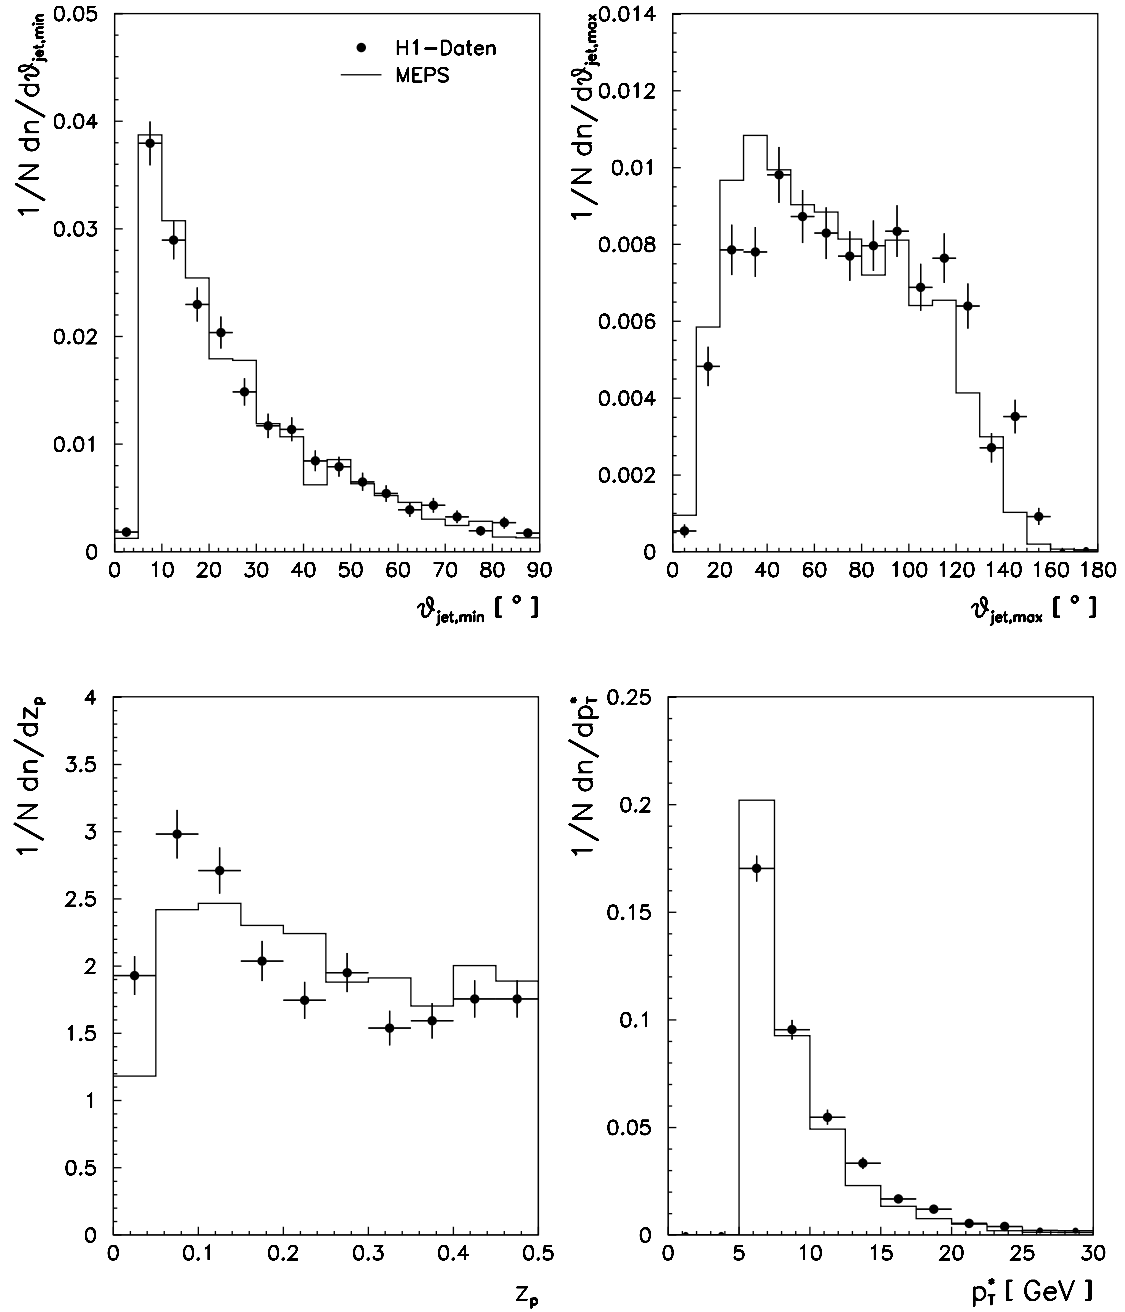 1/N dn/dϑjet,min
0.05
0.04
0.03
0.02
0.01
0
H1-Daten
MEPS
0 10 20 30 40 50 60 70 80 90
ϑjet,min [ ° ]
1/N dn/dϑjet,max
0.014
0.012
0.01
0.008
0.006
0.004
0.002
0
0 20 40 60 80 100 120 140 160 180
ϑjet,max [ ° ]
1/N dn/dzp
4
3.5
3
2.5
2
1.5
1
0.5
0
0 0.1 0.2 0.3 0.4 0.5
zp
1/N dn/dp*T
0.25
0.2
0.15
0.1
0.05
0
0 5 10 15 20 25 30
p*T [ GeV ]